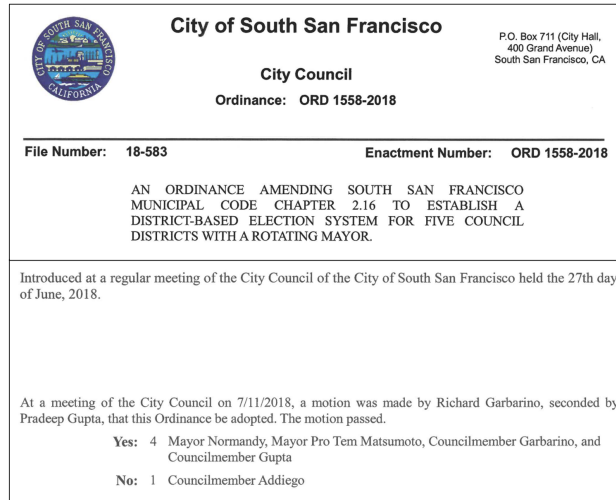 CITY OF SOUTH SAN FRANCISCO
CALIFORNIA
City of South San Francisco
P.O. Box 711 (City Hall,
400 Grand Avenue)
South San Francisco, CA
City Council
Ordinance: ORD 1558-2018
File Number: 18-583 Enactment Number: ORD 1558-2018
AN ORDINANCE AMENDING SOUTH SAN FRANCISCO
MUNICIPAL CODE CHAPTER 2.16 TO ESTABLISH A
DISTRICT-BASED ELECTION SYSTEM FOR FIVE COUNCIL
DISTRICTS WITH A ROTATING MAYOR.
Introduced at a regular meeting of the City Council of the City of South San Francisco held the 27th day
of June, 2018.
At a meeting of the City Council on 7/11/2018, a motion was made by Richard Garbarino, seconded by
Pradeep Gupta, that this Ordinance be adopted. The motion passed.
Yes: 4 Mayor Normandy, Mayor Pro Tem Matsumoto, Councilmember Garbarino, and
Councilmember Gupta
No: 1 Councilmember Addiego